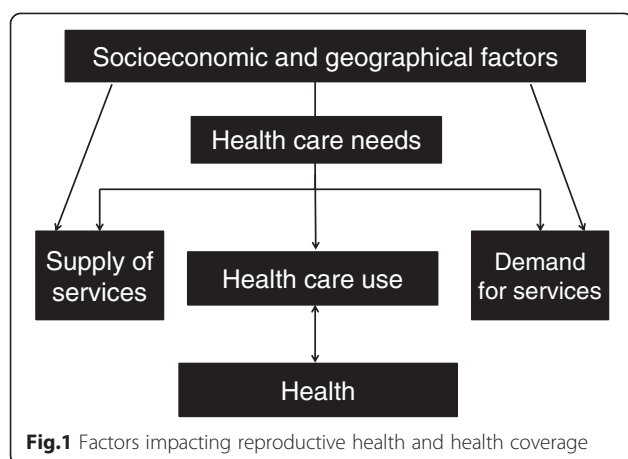 Socioeconomic and geographical factors
Health care needs
Supply of
services
Health care use
Demand
for services
Health
Fig.1 Factors impacting reproductive health and health coverage